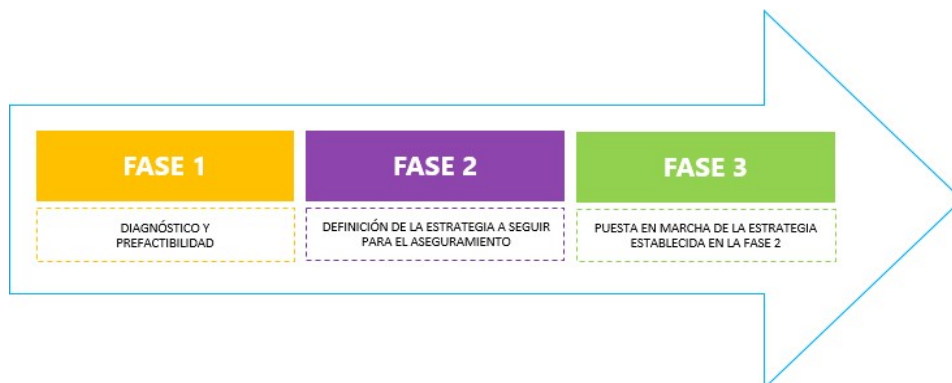 FASE 1
DIAGNÓSTICO Y
PREFACTIBILIDAD
FASE 2
DEFINICIÓN DE LA ESTRATEGIA A SEGUIR
PARA EL ASEGURAMIENTO
FASE 3
PUESTA EN MARCHA DE LA ESTRATEGIA
ESTABLECIDA EN LA FASE 2